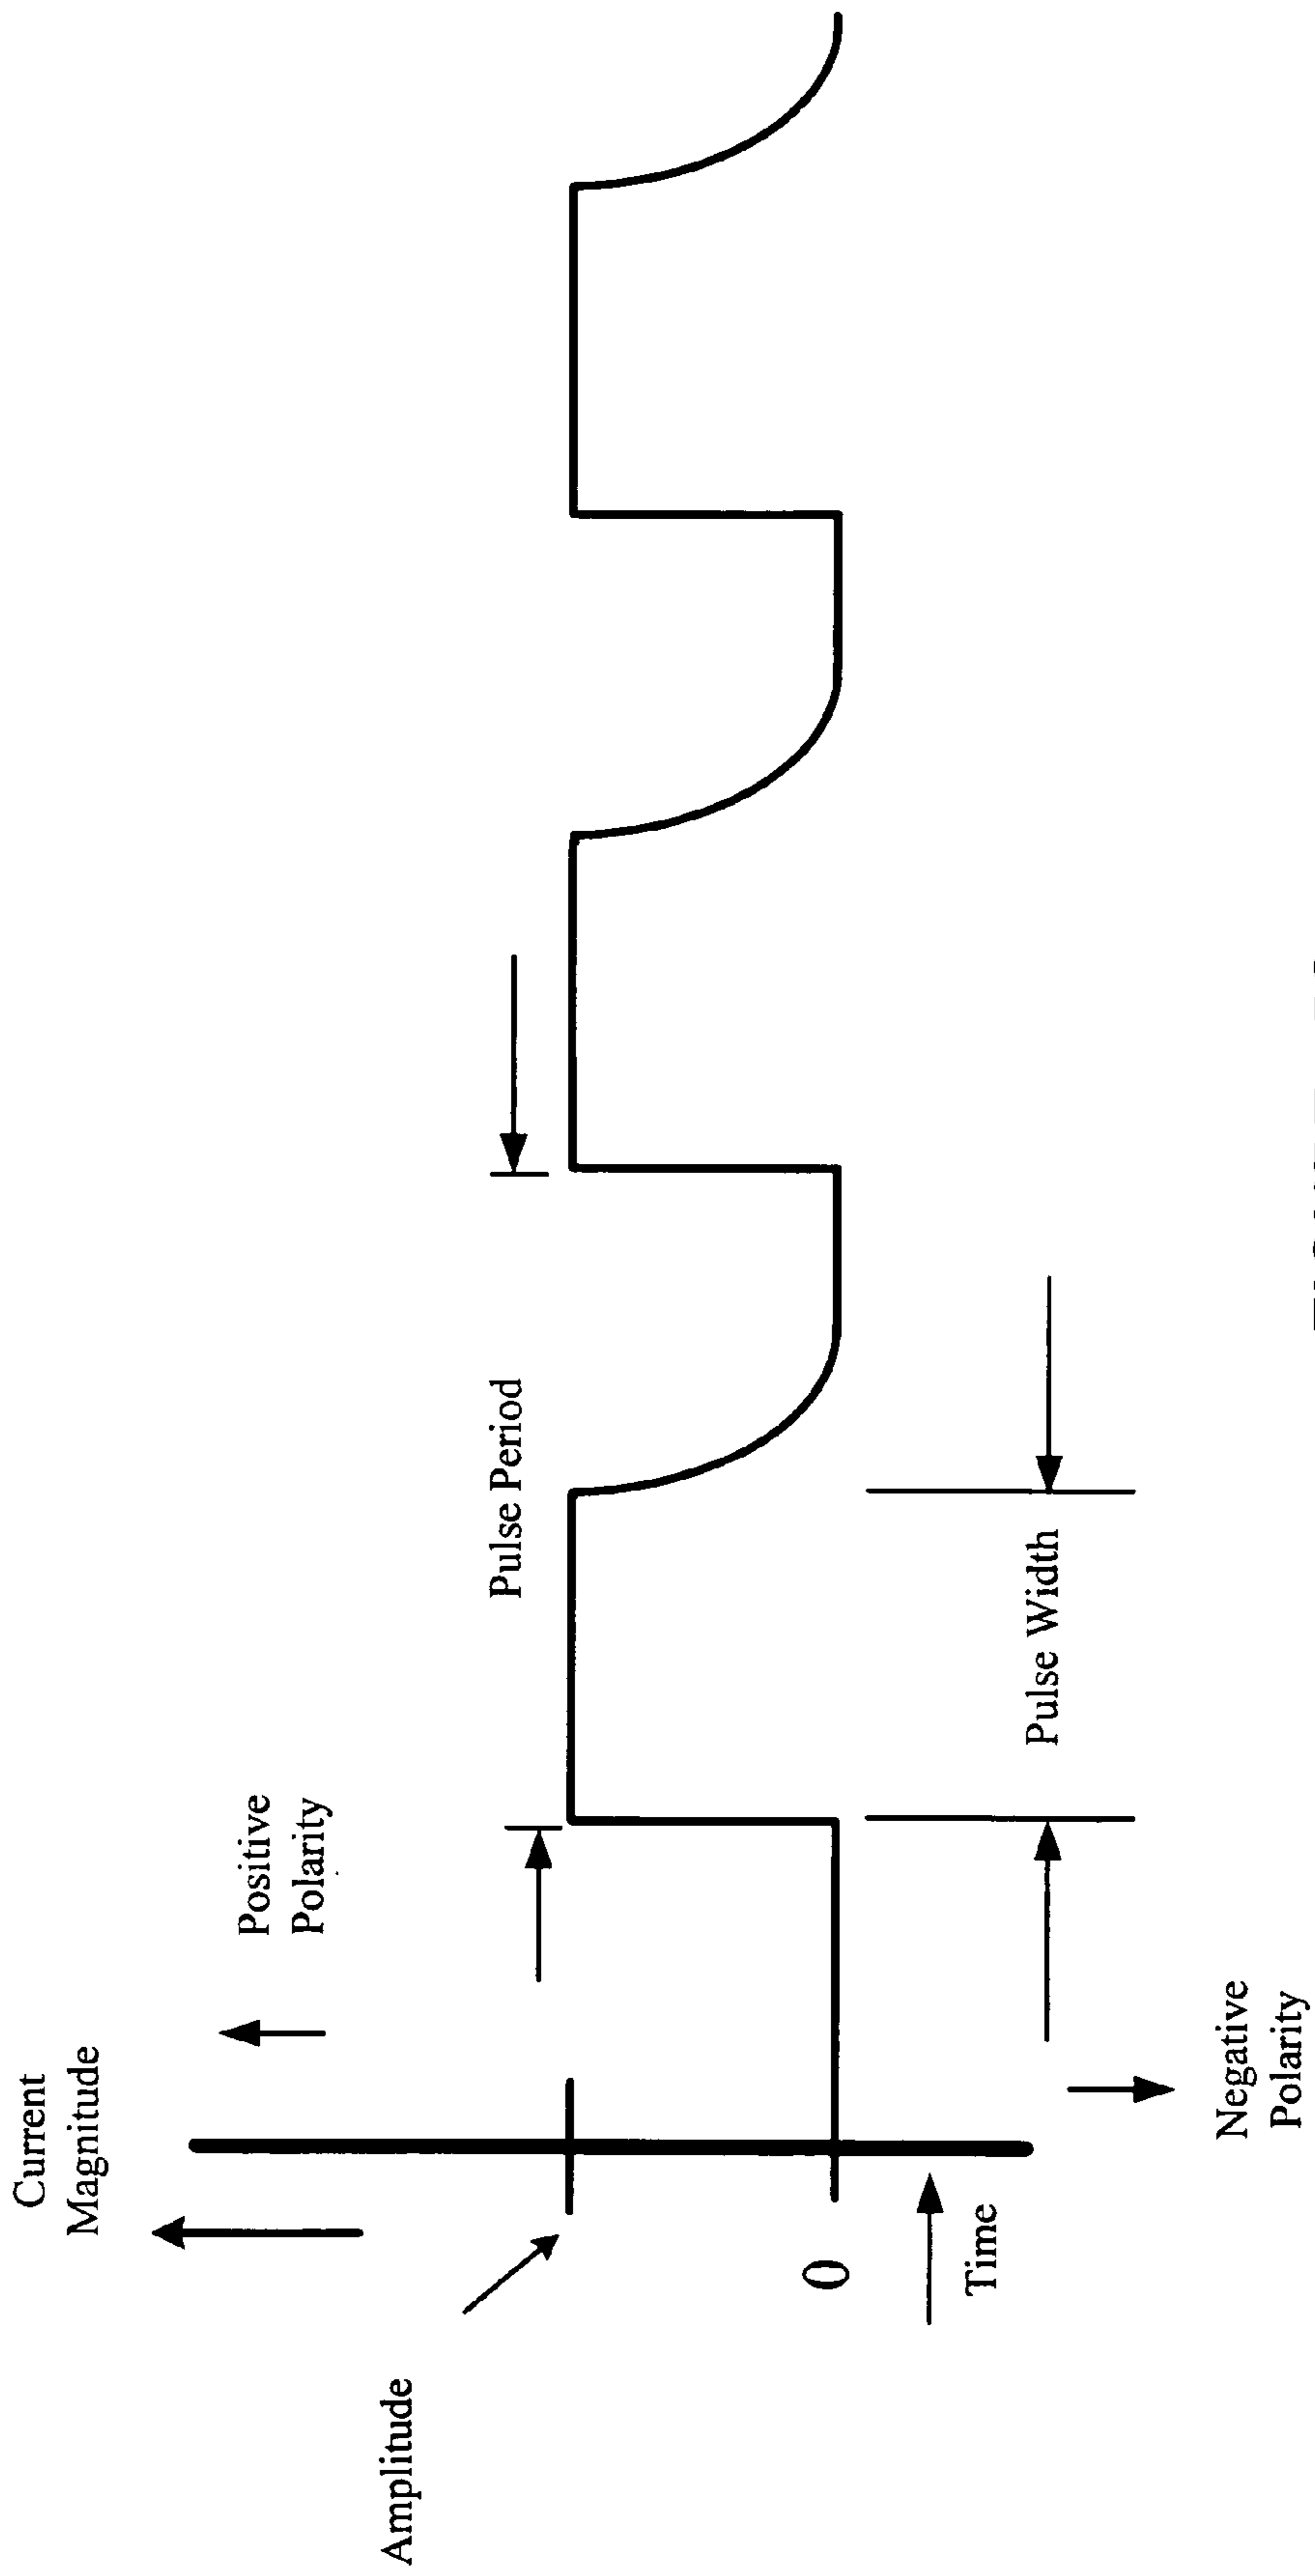 Current
Magnitude
Positive
Polarity
Amplitude
Pulse Period
0
Time
Pulse Width
Negative
Polarity